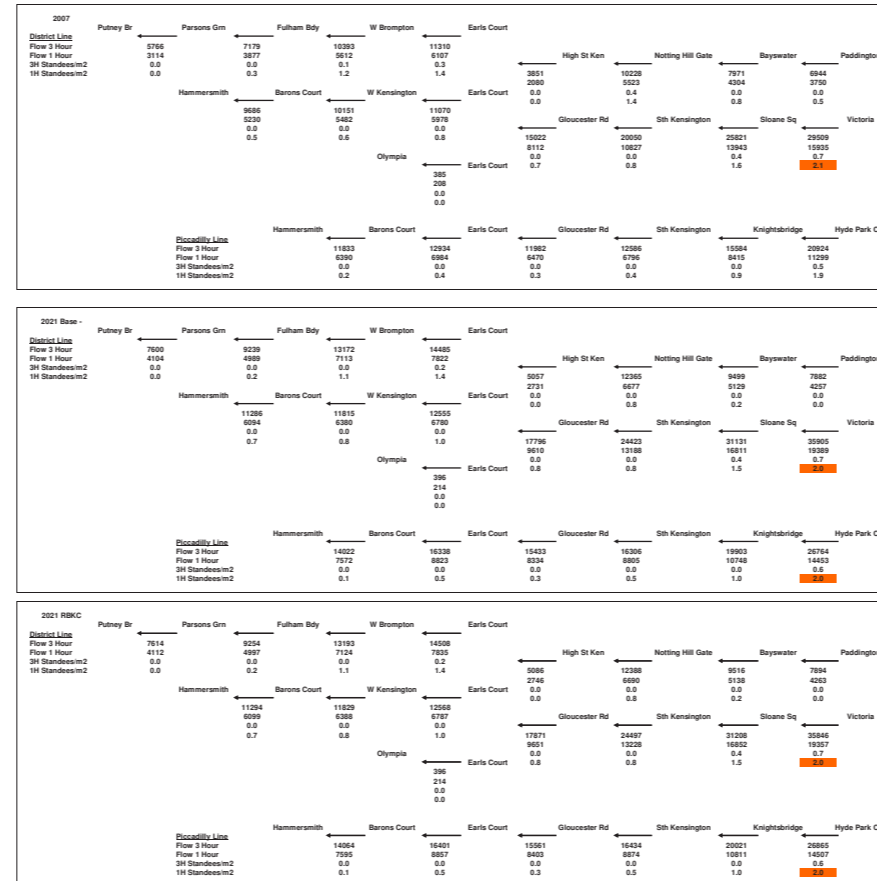 2007
Putney Br Parsons Grn Fulham Bdy W Brompton Earls Court
District Line
Flow 3 Hour 5766 7179 10393 11310
Flow 1 Hour 3114 3877 5612 6107
3H Standees/m2 0.0 0.0 0.1 0.3
1H Standees/m2 0.0 0.3 1.2 1.4
High St Ken Notting Hill Gate Bayswater Paddington
3851 10228 7971 6944
2080 5523 4304 3750
0.0 0.4 0.0 0.0
0.0 1.4 0.8 0.5
Hammersmith Barons Court W Kensington Earls Court
9686 10151 11070
5230 5482 5978
0.0 0.0 0.0
0.5 0.6 0.8
Gloucester Rd Sth Kensington Sloane Sq Victoria
15022 20050 25821 29509
8112 10827 13943 15935
0.0 0.0 0.4 0.7
0.7 0.8 1.6 2.1
Olympia Earls Court
385
208
0.0
0.0
Hammersmith Barons Court Earls Court Gloucester Rd Sth Kensington Knightsbridge Hyde Park C
Piccadilly Line
Flow 3 Hour 11833 12934 11982 12586 15584 20924
Flow 1 Hour 6390 6984 6470 6796 8415 11299
3H Standees/m2 0.0 0.0 0.0 0.0 0.0 0.5
1H Standees/m2 0.2 0.4 0.3 0.4 0.9 1.9
2021 Base -
Putney Br Parsons Grn Fulham Bdy W Brompton Earls Court
District Line
Flow 3 Hour 7600 9239 13172 14485
Flow 1 Hour 4104 4989 7113 7822
3H Standees/m2 0.0 0.0 0.0 0.2
1H Standees/m2 0.0 0.2 1.1 1.4
High St Ken Notting Hill Gate Bayswater Paddington
5057 12365 9499 7882
2731 6677 5129 4257
0.0 0.0 0.0 0.0
0.0 0.8 0.2 0.0
Hammersmith Barons Court W Kensington Earls Court
11286 11815 12555
6094 6380 6780
0.0 0.0 0.0
0.7 0.8 1.0
Gloucester Rd Sth Kensington Sloane Sq Victoria
17796 24423 31131 35905
9610 13188 16811 19389
0.0 0.0 0.4 0.7
0.8 0.8 1.5 2.0
Olympia Earls Court
396
214
0.0
0.0
Hammersmith Barons Court Earls Court Gloucester Rd Sth Kensington Knightsbridge Hyde Park C
Piccadilly Line
Flow 3 Hour 14022 16338 15433 16306 19903 26764
Flow 1 Hour 7572 8823 8334 8805 10748 14453
3H Standees/m2 0.0 0.0 0.0 0.0 0.0 0.6
1H Standees/m2 0.1 0.5 0.3 0.5 1.0 2.0
2021 RBKC
Putney Br Parsons Grn Fulham Bdy W Brompton Earls Court
District Line
Flow 3 Hour 7614 9254 13193 14508
Flow 1 Hour 4112 4997 7124 7835
3H Standees/m2 0.0 0.0 0.0 0.2
1H Standees/m2 0.0 0.2 1.1 1.4
High St Ken Notting Hill Gate Bayswater Paddington
5086 12388 9516 7894
2746 6690 5138 4263
0.0 0.0 0.0 0.0
0.0 0.8 0.2 0.0
Hammersmith Barons Court W Kensington Earls Court
11294 11829 12568
6099 6388 6787
0.0 0.0 0.0
0.7 0.8 1.0
Gloucester Rd Sth Kensington Sloane Sq Victoria
17871 24497 31208 35846
9651 13228 16852 19357
0.0 0.0 0.4 0.7
0.8 0.8 1.5 2.0
Olympia Earls Court
396
214
0.0
0.0
Hammersmith Barons Court Earls Court Gloucester Rd Sth Kensington Knightsbridge Hyde Park C
Piccadilly Line
Flow 3 Hour 14064 16401 15561 16434 20021 26865
Flow 1 Hour 7595 8857 8403 8874 10811 14507
3H Standees/m2 0.0 0.0 0.0 0.0 0.0 0.6
1H Standees/m2 0.1 0.5 0.3 0.5 1.0 2.0